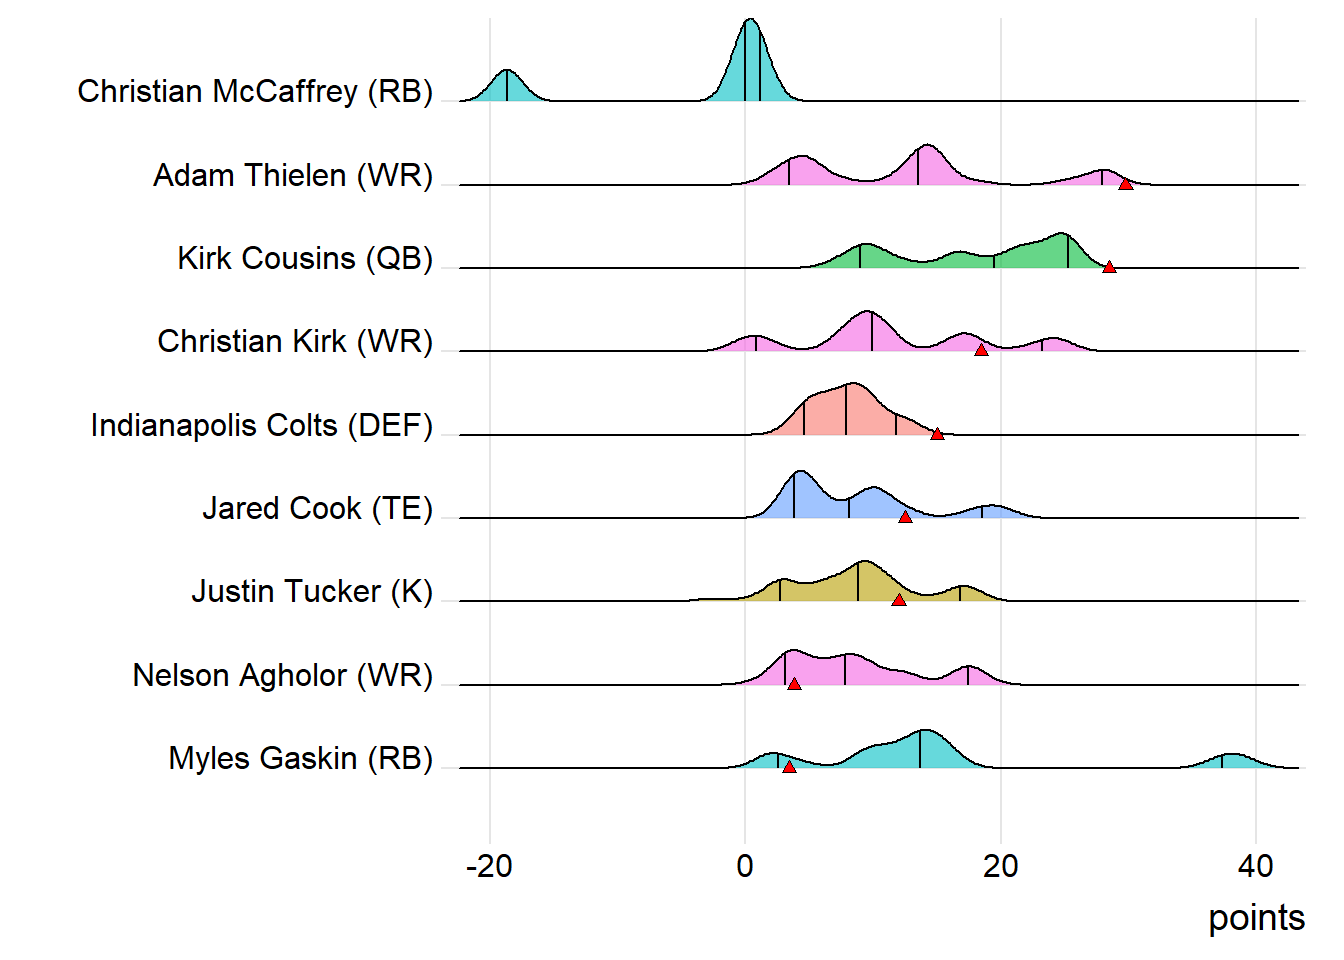 Christian McCaffrey (RB)
Adam Thielen (WR)
Kirk Cousins (QB)
Christian Kirk (WR)
Indianapolis Colts (DEF)
Jared Cook (TE)
Justin Tucker (K)
Nelson Agholor (WR)
Myles Gaskin (RB)
-20 0 20 40
points